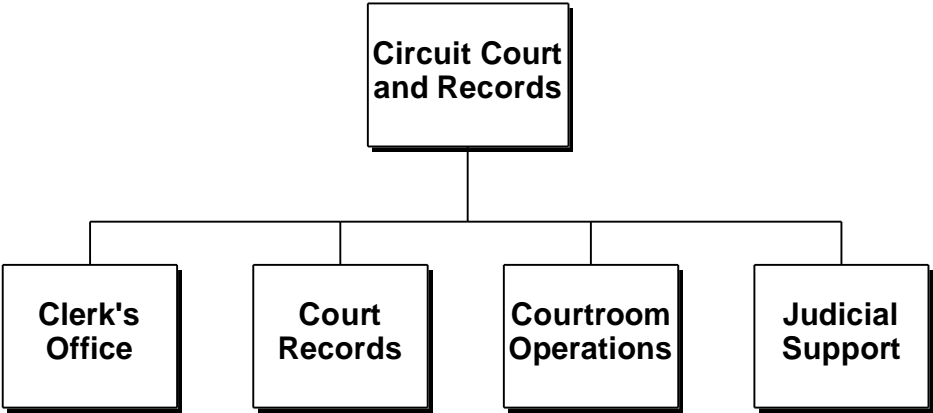 Circuit Court
and Records
Clerk's
Office
Court
Records
Courtroom
Operations
Judicial
Support